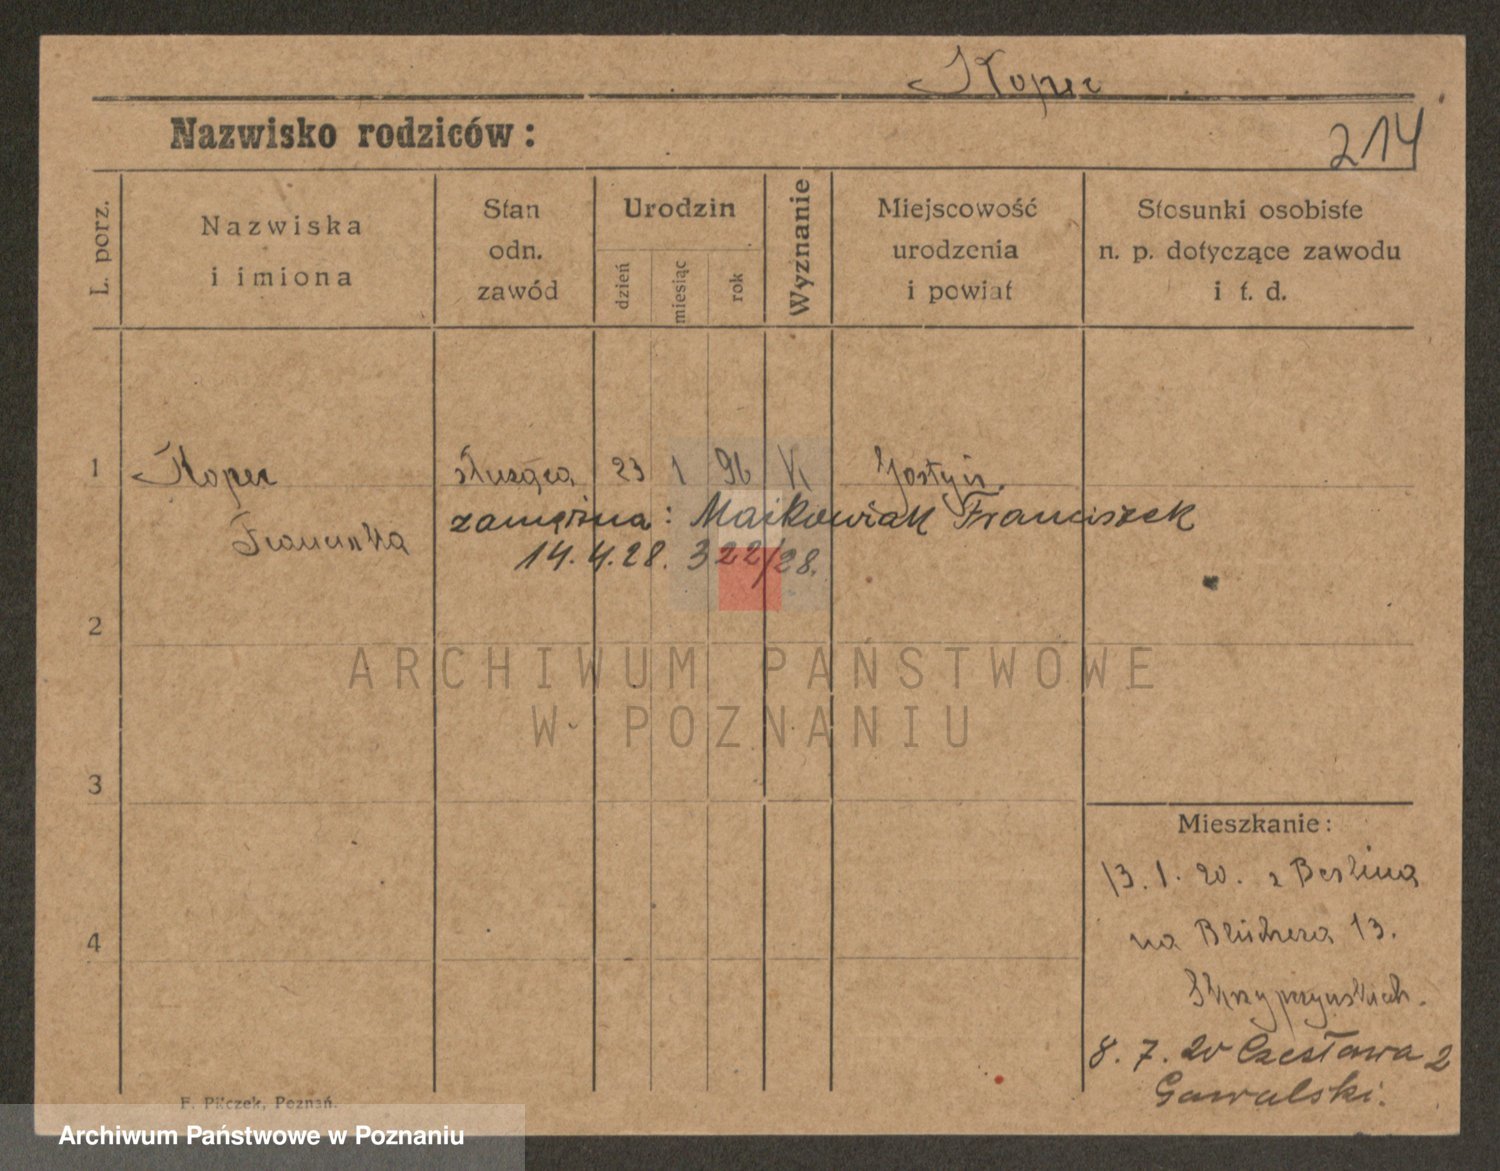 Koper
Nazwisko rodziców:
214
L. porz.
Nazwiska
i imiona
Stan
odn.
zawód
Urodzin
dzień
miesiąc
rok
Wyznanie
Miejscowość
urodzenia
i powiat
Stosunki osobiste
n. p. dotyczące zawodu
i t. d.
1 Koper służąca 23 1 96 K Gostyń.
zamężna: Maikowiak Franciszek
Franciszka
14.4.28. 322/28.
2
ARCHIWUM PAŃSTWOWE
W POZNANIU
3
Mieszkanie:
13.1.20. z Berlina
4
na Blüchera 13.
8.7.20 Czesława 2
Gawalski.
F. Pilczek, Poznań.
Archiwum Państwowe w Poznaniu